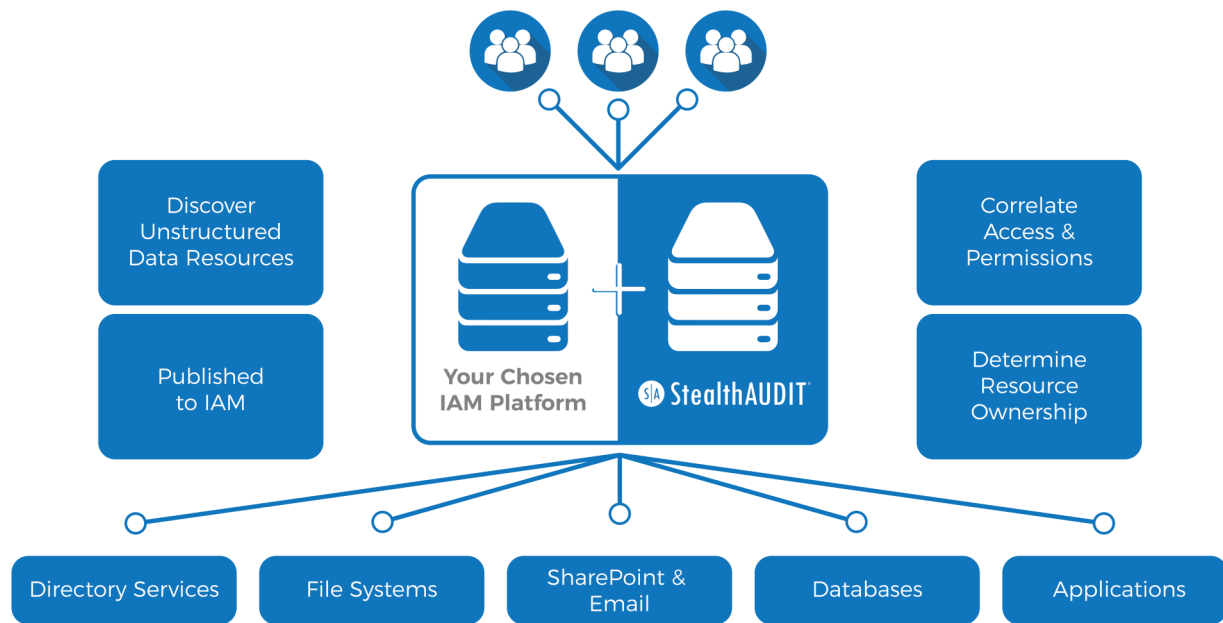 Discover
Unstructured
Data Resources
Published
to IAM
Your Chosen
IAM Platform
S|A StealthAUDIT®
Correlate
Access &
Permissions
Determine
Resource
Ownership
Directory Services
File Systems
SharePoint &
Email
Databases
Applications